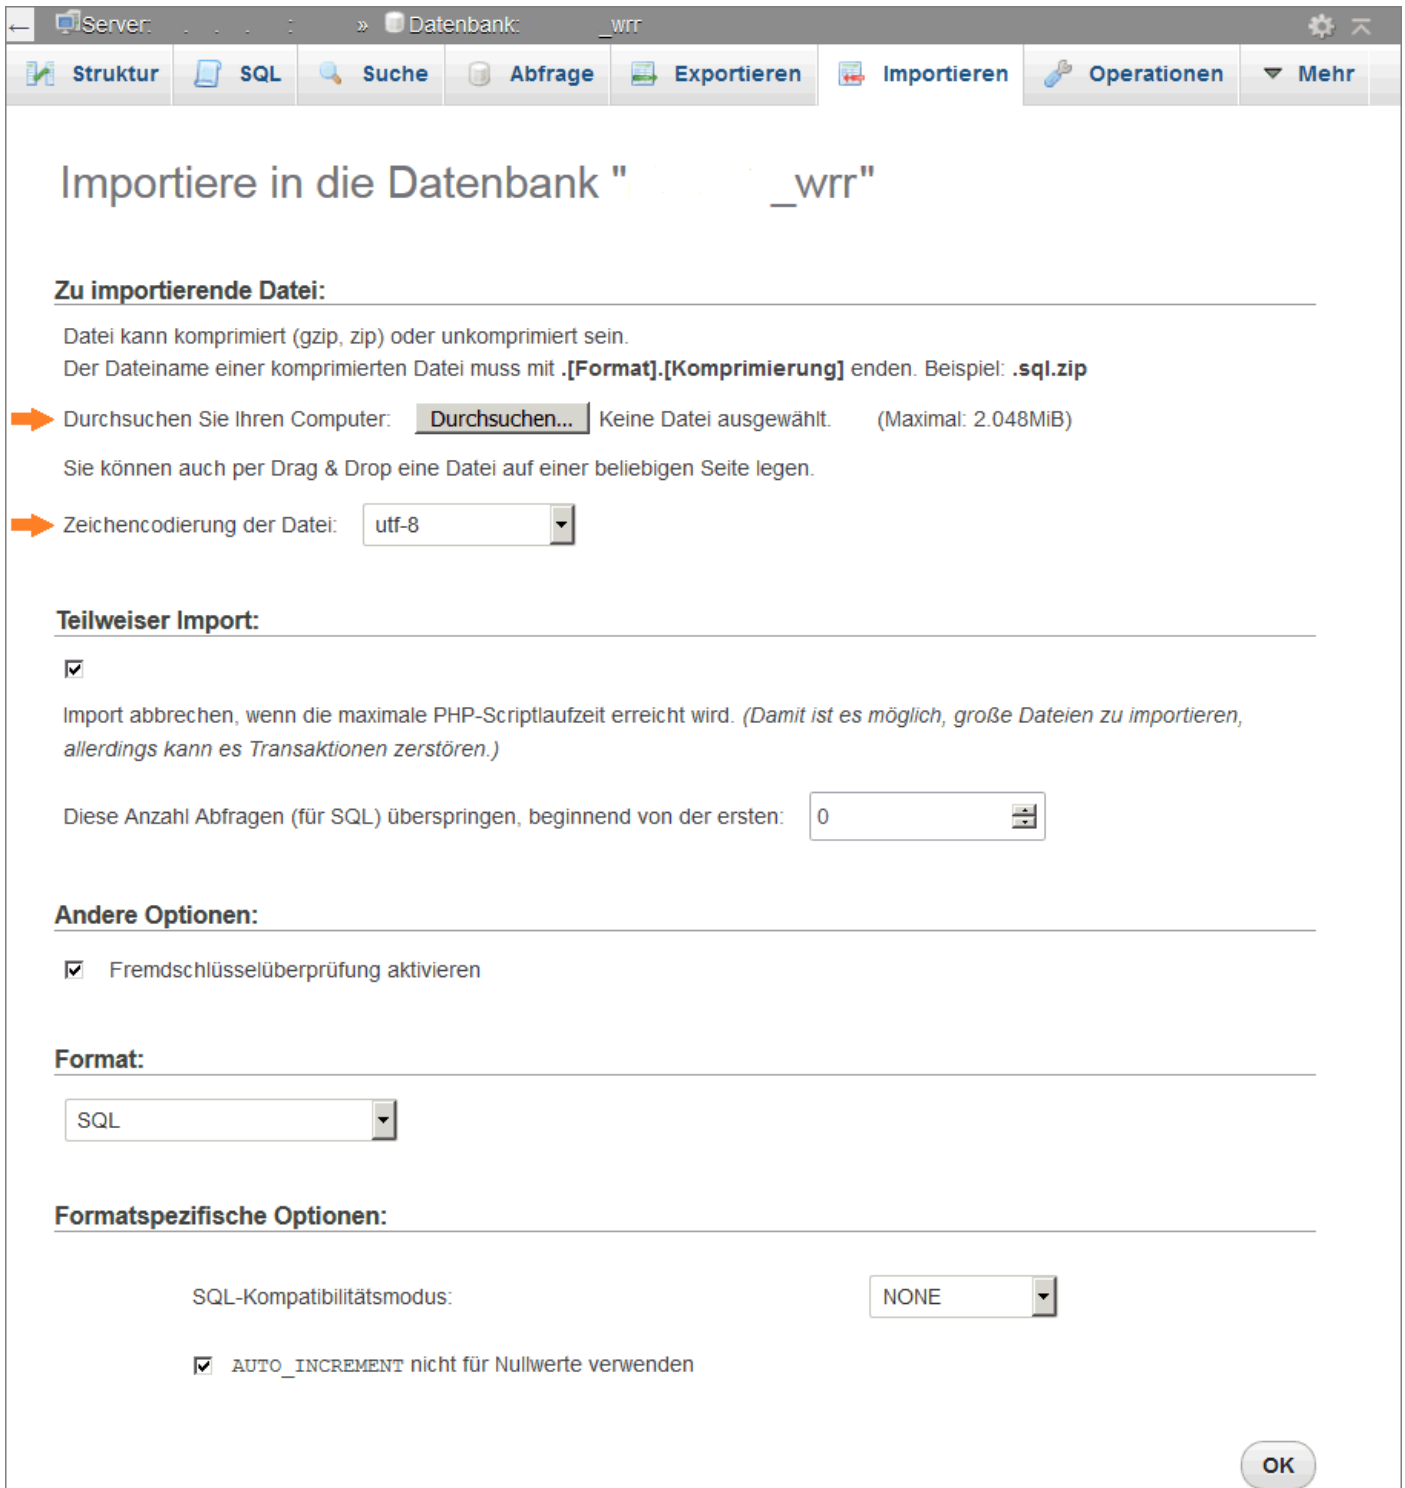 ← Server: . . . : » Datenbank: _wrr
Struktur SQL Suche Abfrage Exportieren Importieren Operationen Mehr
Importiere in die Datenbank " _wrr"
Zu importierende Datei:
Datei kann komprimiert (gzip, zip) oder unkomprimiert sein.
Der Dateiname einer komprimierten Datei muss mit .[Format].[Komprimierung] enden. Beispiel: .sql.zip
Durchsuchen Sie Ihren Computer: Durchsuchen... Keine Datei ausgewählt. (Maximal: 2.048MiB)
Sie können auch per Drag & Drop eine Datei auf einer beliebigen Seite legen.
Zeichencodierung der Datei: utf-8
Teilweiser Import:
Import abbrechen, wenn die maximale PHP-Scriptlaufzeit erreicht wird. (Damit ist es möglich, große Dateien zu importieren,
allerdings kann es Transaktionen zerstören.)
Diese Anzahl Abfragen (für SQL) überspringen, beginnend von der ersten: 0
Andere Optionen:
Fremdschlüsselüberprüfung aktivieren
Format:
SQL
Formatspezifische Optionen:
SQL-Kompatibilitätsmodus: NONE
AUTO_INCREMENT nicht für Nullwerte verwenden
OK